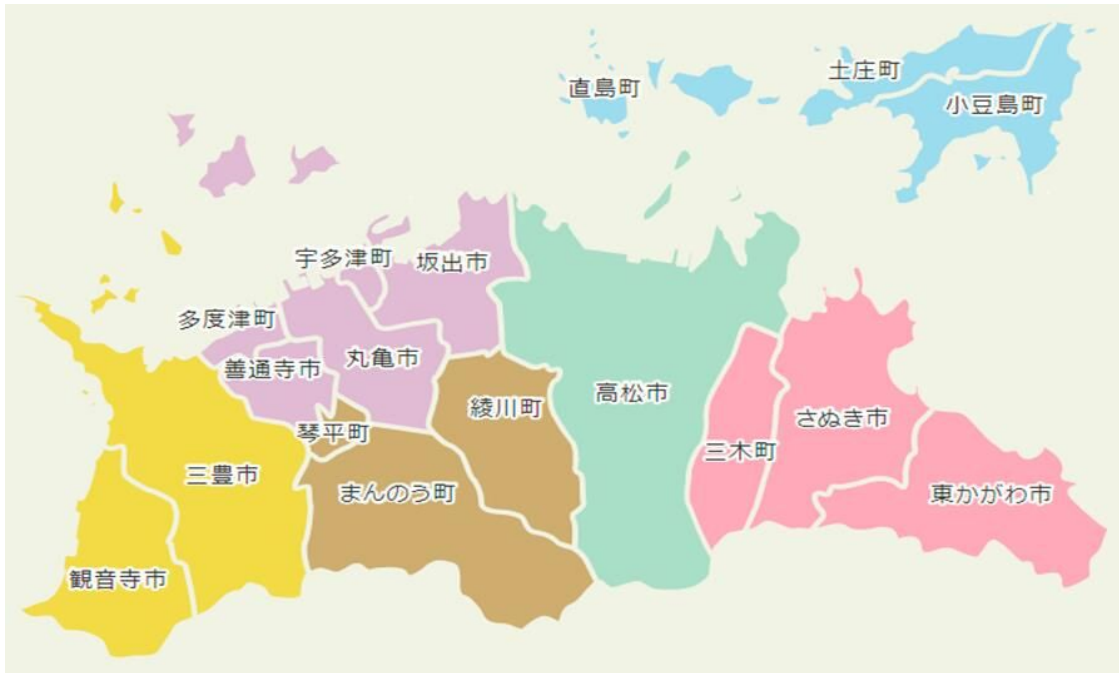 直島町
土庄町
小豆島町
宇多津町
坂出市
多度津町
善通寺市
丸亀市
高松市
綾川町
さぬき市
琴平町
三木町
三豊市
まんのう町
東かがわ市
観音寺市